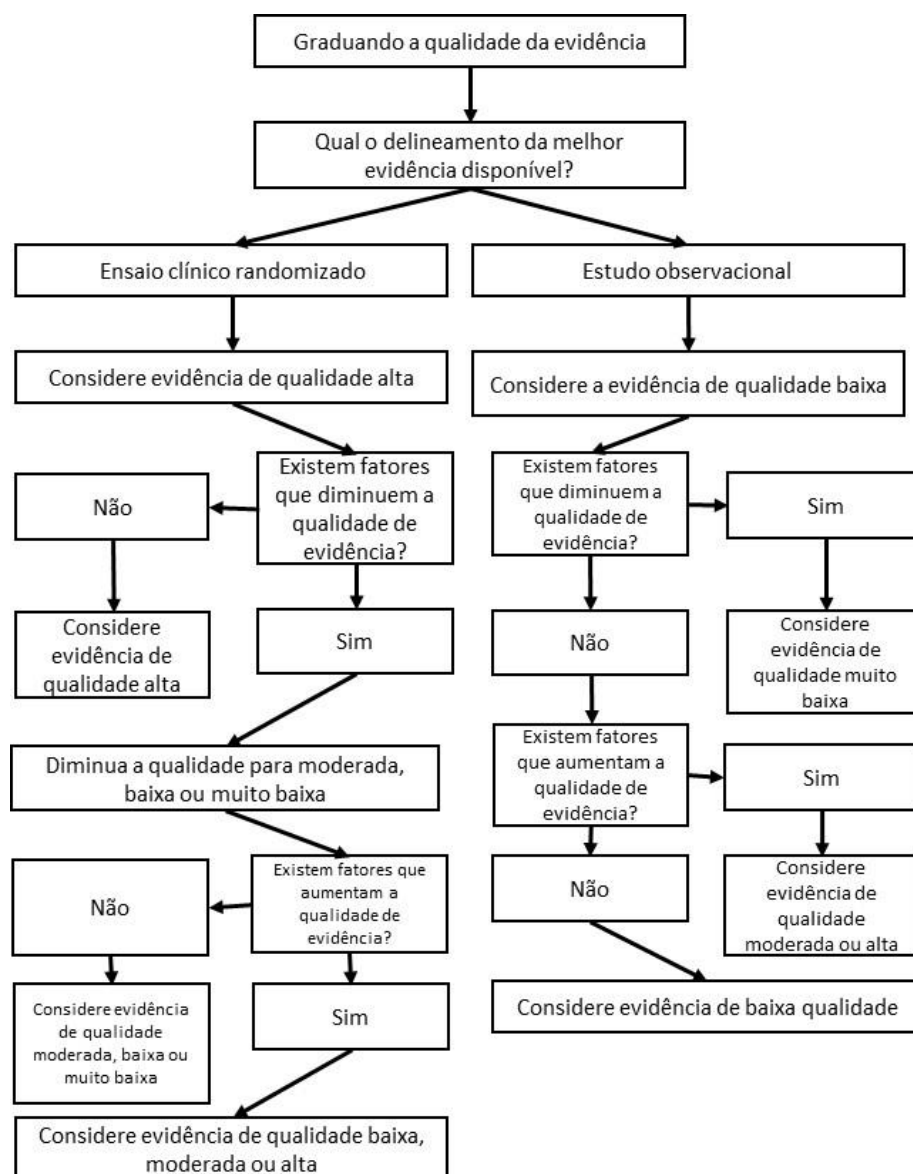 Graduando a qualidade da evidência
Qual o delineamento da melhor
evidência disponível?
Ensaio clínico randomizado
Estudo observacional
Considere evidência de qualidade alta
Considere a evidência de qualidade baixa
Não
Existem fatores
que diminuem a
qualidade de
evidência?
Existem fatores
que diminuem a
qualidade de
evidência?
Sim
Considere
evidência de
qualidade alta
Sim
Não
Considere
evidência de
qualidade muito
baixa
Diminua a qualidade para moderada,
baixa ou muito baixa
Existem fatores
que aumentam a
qualidade de
evidência?
Sim
Não
Existem fatores que
aumentam a
qualidade de
evidência?
Não
Considere
evidência de
qualidade
moderada ou alta
Considere evidência
de qualidade
moderada, baixa ou
muito baixa
Sim
Considere evidência de baixa qualidade
Considere evidência de qualidade baixa,
moderada ou alta